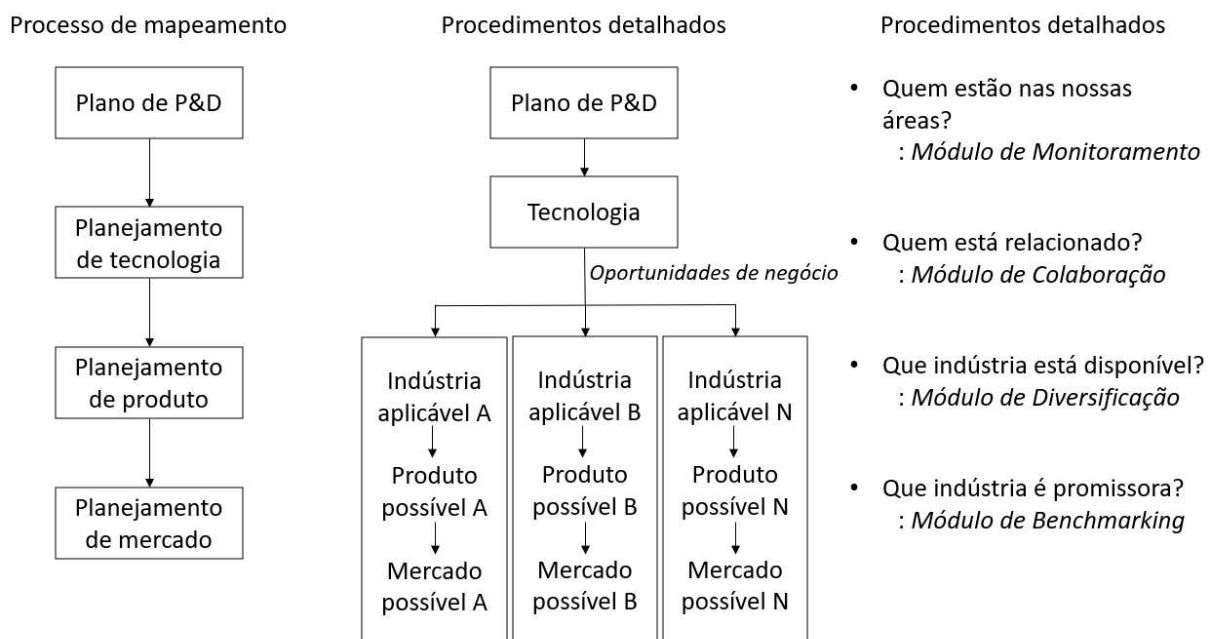 Processo de mapeamento
Plano de P&D
Planejamento
de tecnologia
Planejamento
de produto
Planejamento
de mercado
Procedimentos detalhados
Plano de P&D
Tecnologia
Oportunidades de negócio
Indústria
aplicável A
Produto
possível A
Mercado
possível A
Indústria
aplicável B
Produto
possível B
Mercado
possível B
Indústria
aplicável N
Produto
possível N
Mercado
possível N
Procedimentos detalhados
• Quem estão nas nossas
áreas?
: Módulo de Monitoramento
• Quem está relacionado?
: Módulo de Colaboração
• Que indústria está disponível?
: Módulo de Diversificação
• Que indústria é promissora?
: Módulo de Benchmarking